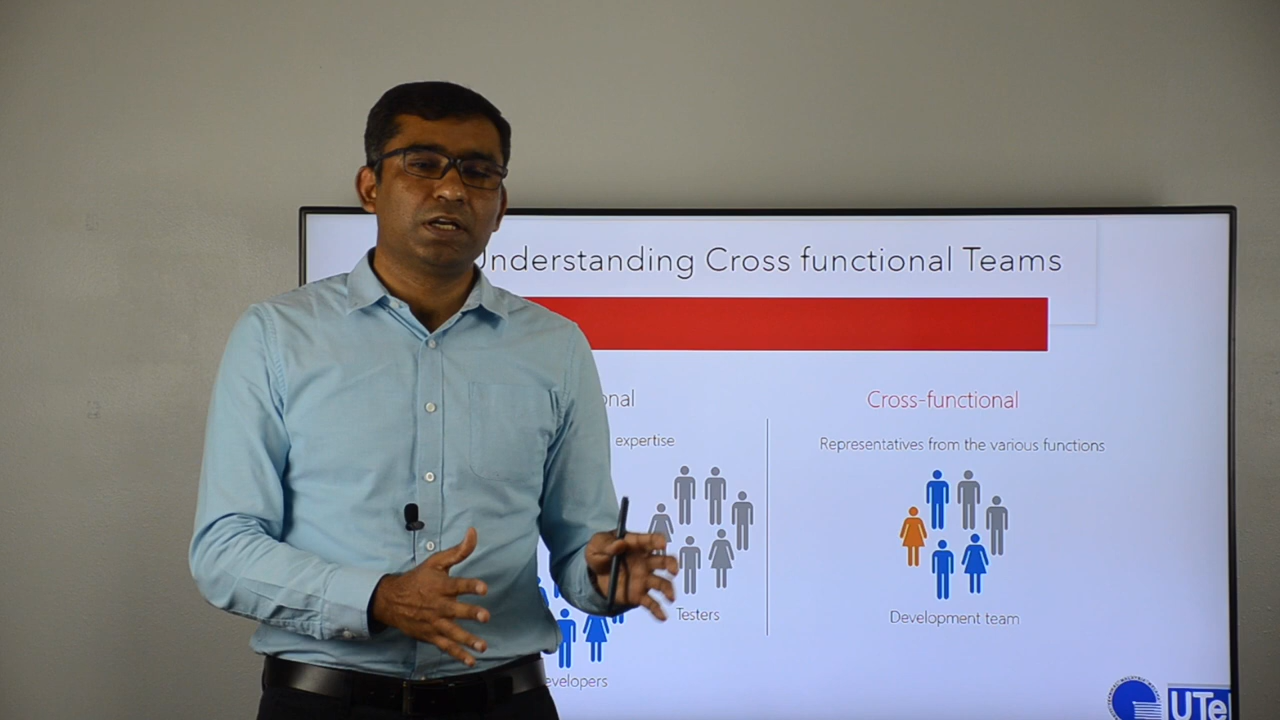 Understanding Cross functional Teams
onal
Cross-functional
expertise
Representatives from the various functions
Testers
Development team
evelopers
UTe